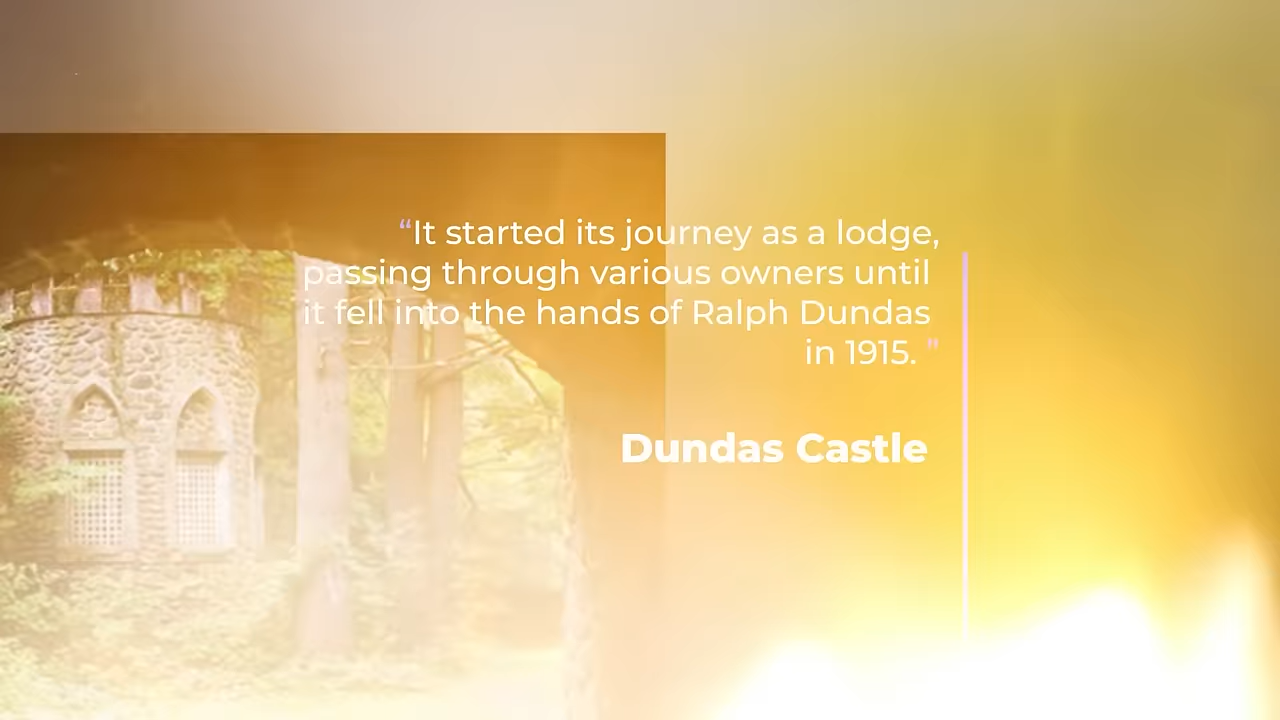 “It started its journey as a lodge,
passing through various owners until
it fell into the hands of Ralph Dundas
in 1915. "
Dundas Castle